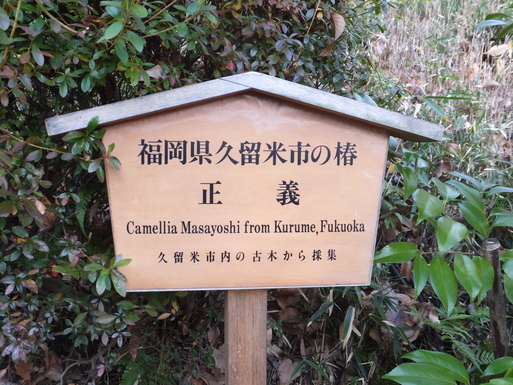 福岡県久留米市の椿
正義
Camellia Masayoshi from Kurume,Fukuoka
久留米市内の古木から採集